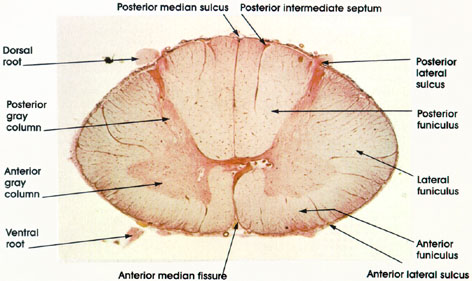 Posterior median sulcus
Posterior intermediate septum
Dorsal
root
Posterior
lateral
sulcus
Posterior
gray
column
Posterior
funiculus
Anterior
gray
column
Lateral
funiculus
Ventral
root
Anterior
funiculus
Anterior median fissure
Anterior lateral sulcus